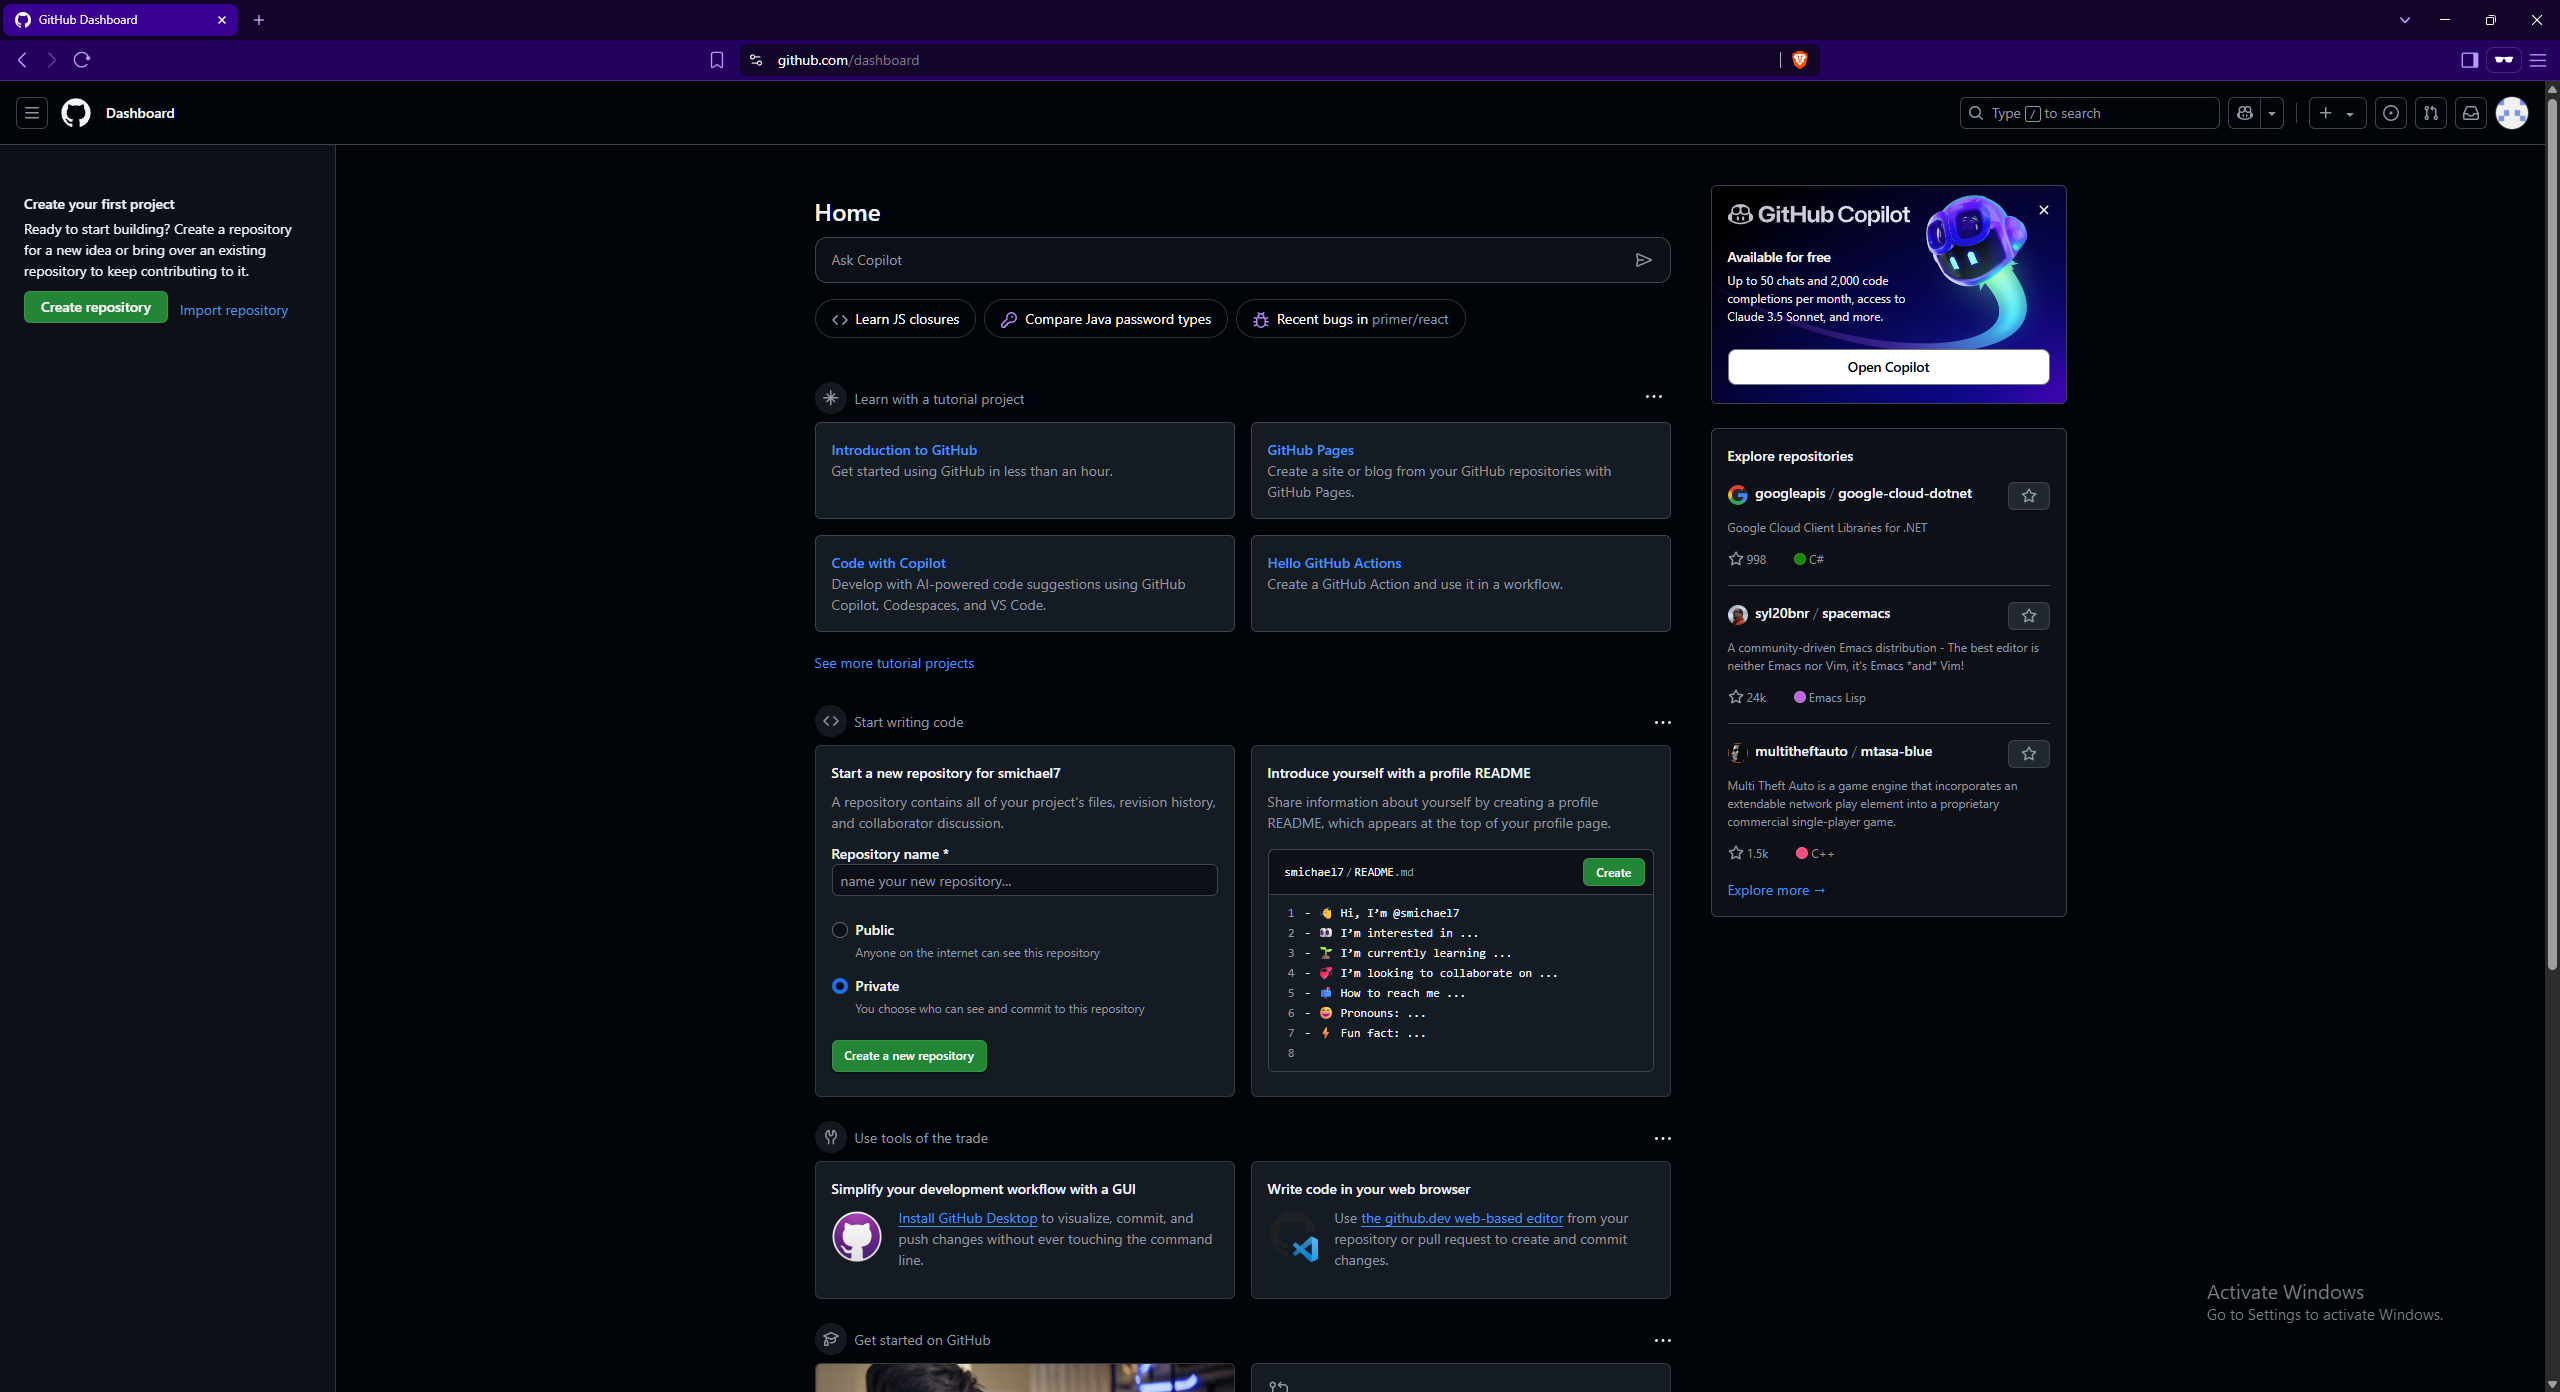 GitHub Dashboard
github.com/dashboard
Dashboard
Type / to search
Create your first project
Ready to start building? Create a repository
for a new idea or bring over an existing
repository to keep contributing to it.
Create repository
Import repository
Home
Ask Copilot
Learn JS closures
Compare Java password types
Recent bugs in primer/react
Learn with a tutorial project
Introduction to GitHub
Get started using GitHub in less than an hour.
GitHub Pages
Create a site or blog from your GitHub repositories with
GitHub Pages.
Code with Copilot
Develop with AI-powered code suggestions using GitHub
Copilot, Codespaces, and VS Code.
Hello GitHub Actions
Create a GitHub Action and use it in a workflow.
See more tutorial projects
Start writing code
Start a new repository for smichael7
A repository contains all of your project's files, revision history,
and collaborator discussion.
Repository name *
name your new repository...
Public
Anyone on the internet can see this repository
Private
You choose who can see and commit to this repository
Create a new repository
Introduce yourself with a profile README
Share information about yourself by creating a profile
README, which appears at the top of your profile page.
smichael7 / README.md
Create
1 - 👋 Hi, I’m @smichael7
2 - 👀 I’m interested in ...
3 - 🌱 I’m currently learning ...
4 - 💞️ I’m looking to collaborate on ...
5 - 📫 How to reach me ...
6 - 😄 Pronouns: ...
7 - ⚡ Fun fact: ...
8
Use tools of the trade
Simplify your development workflow with a GUI
Install GitHub Desktop to visualize, commit, and
push changes without ever touching the command
line.
Write code in your web browser
Use the github.dev web-based editor from your
repository or pull request to create and commit
changes.
Get started on GitHub
GitHub Copilot
Available for free
Up to 50 chats and 2,000 code
completions per month, access to
Claude 3.5 Sonnet, and more.
Open Copilot
Explore repositories
googleapis / google-cloud-dotnet
Google Cloud Client Libraries for .NET
998 C#
syl20bnr / spacemacs
A community-driven Emacs distribution - The best editor is
neither Emacs nor Vim, it's Emacs *and* Vim!
24k Emacs Lisp
multitheftauto / mtasa-blue
Multi Theft Auto is a game engine that incorporates an
extendable network play element into a proprietary
commercial single-player game.
1.5k C++
Explore more →
Activate Windows
Go to Settings to activate Windows.